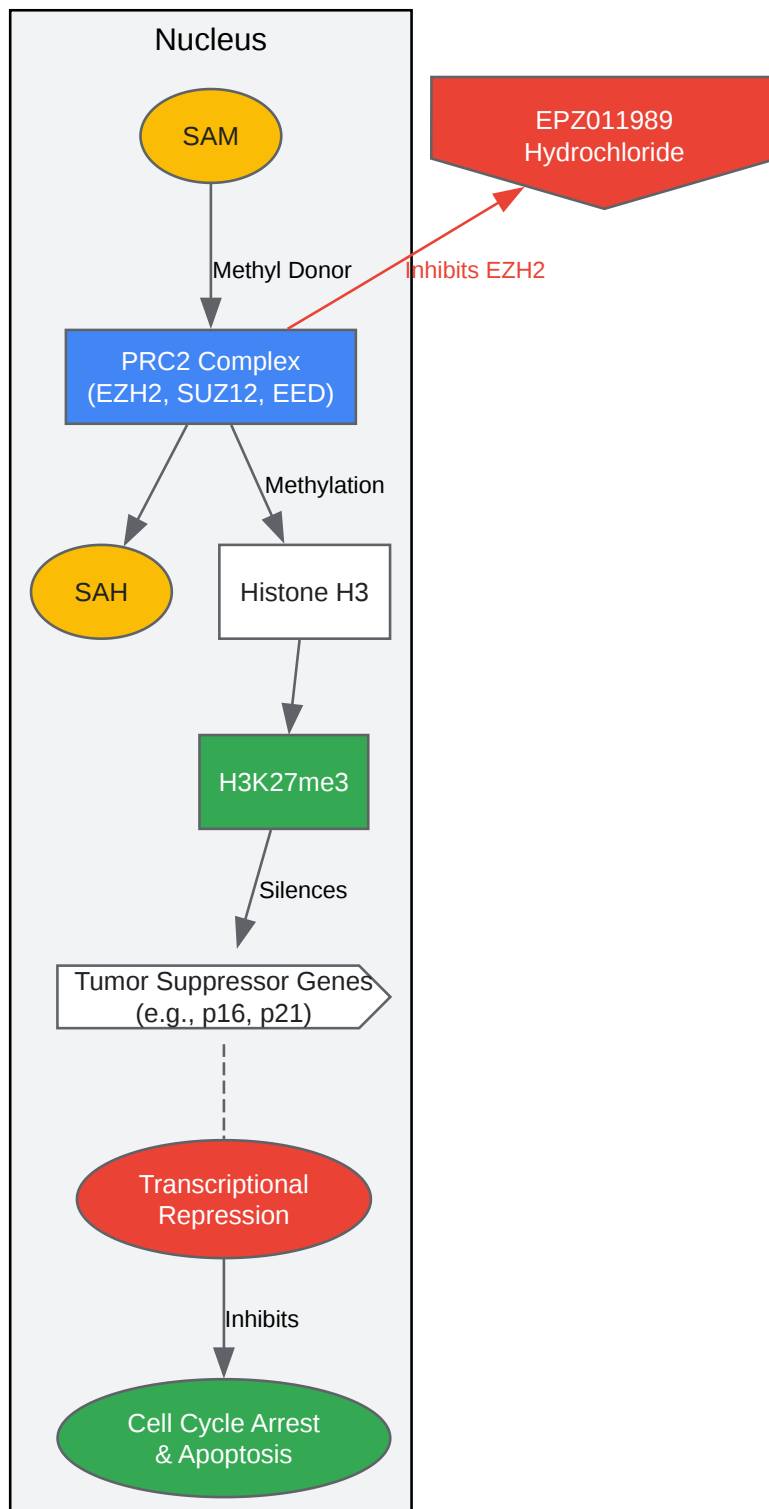 Nucleus
SAM
EPZ011989
Hydrochloride
Methyl Donor
Inhibits EZH2
PRC2 Complex
(EZH2, SUZ12, EED)
Methylation
SAH
Histone H3
H3K27me3
Silences
Tumor Suppressor Genes
(e.g., p16, p21)
Transcriptional
Repression
Inhibits
Cell Cycle Arrest
& Apoptosis